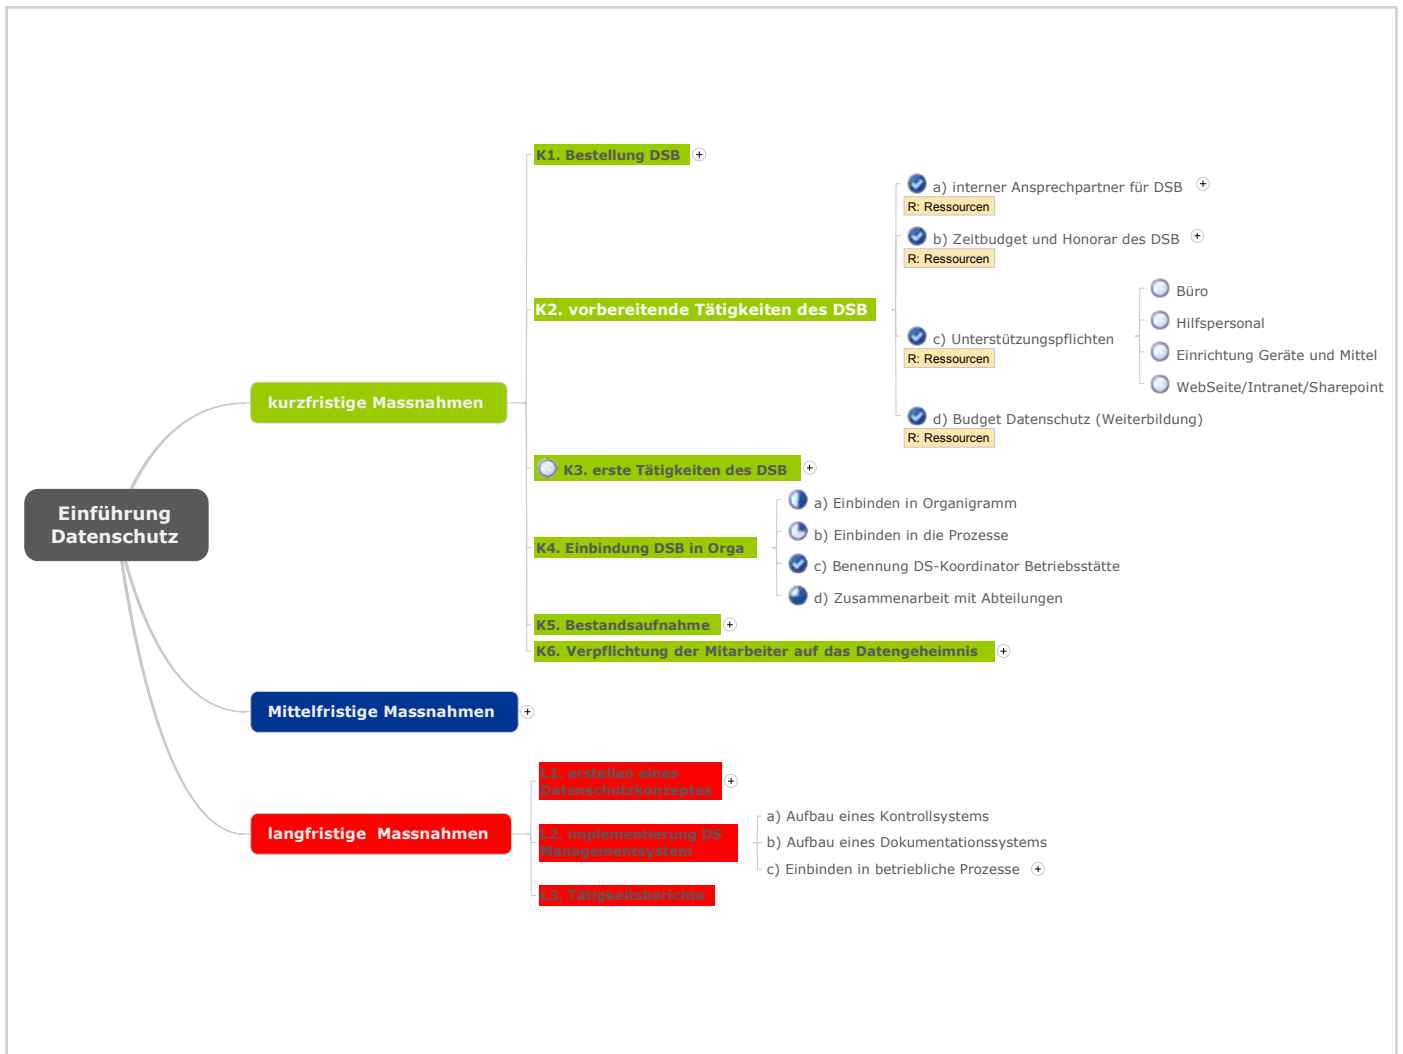 Einführung
Datenschutz
kurzfristige Massnahmen
K1. Bestellung DSB
K2. vorbereitende Tätigkeiten des DSB
a) interner Ansprechpartner für DSB
R: Ressourcen
b) Zeitbudget und Honorar des DSB
R: Ressourcen
c) Unterstützungspflichten
R: Ressourcen
Büro
Hilfspersonal
Einrichtung Geräte und Mittel
WebSeite/Intranet/Sharepoint
d) Budget Datenschutz (Weiterbildung)
R: Ressourcen
K3. erste Tätigkeiten des DSB
K4. Einbindung DSB in Orga
a) Einbinden in Organigramm
b) Einbinden in die Prozesse
c) Benennung DS-Koordinator Betriebsstätte
d) Zusammenarbeit mit Abteilungen
K5. Bestandsaufnahme
K6. Verpflichtung der Mitarbeiter auf das Datengeheimnis
Mittelfristige Massnahmen
langfristige Massnahmen
L1. erstellen eines
Datenschutzkonzeptes
L2. implementierung DS
Managementsystem
a) Aufbau eines Kontrollsystems
b) Aufbau eines Dokumentationssystems
c) Einbinden in betriebliche Prozesse
L3. Tätigkeitsberichte